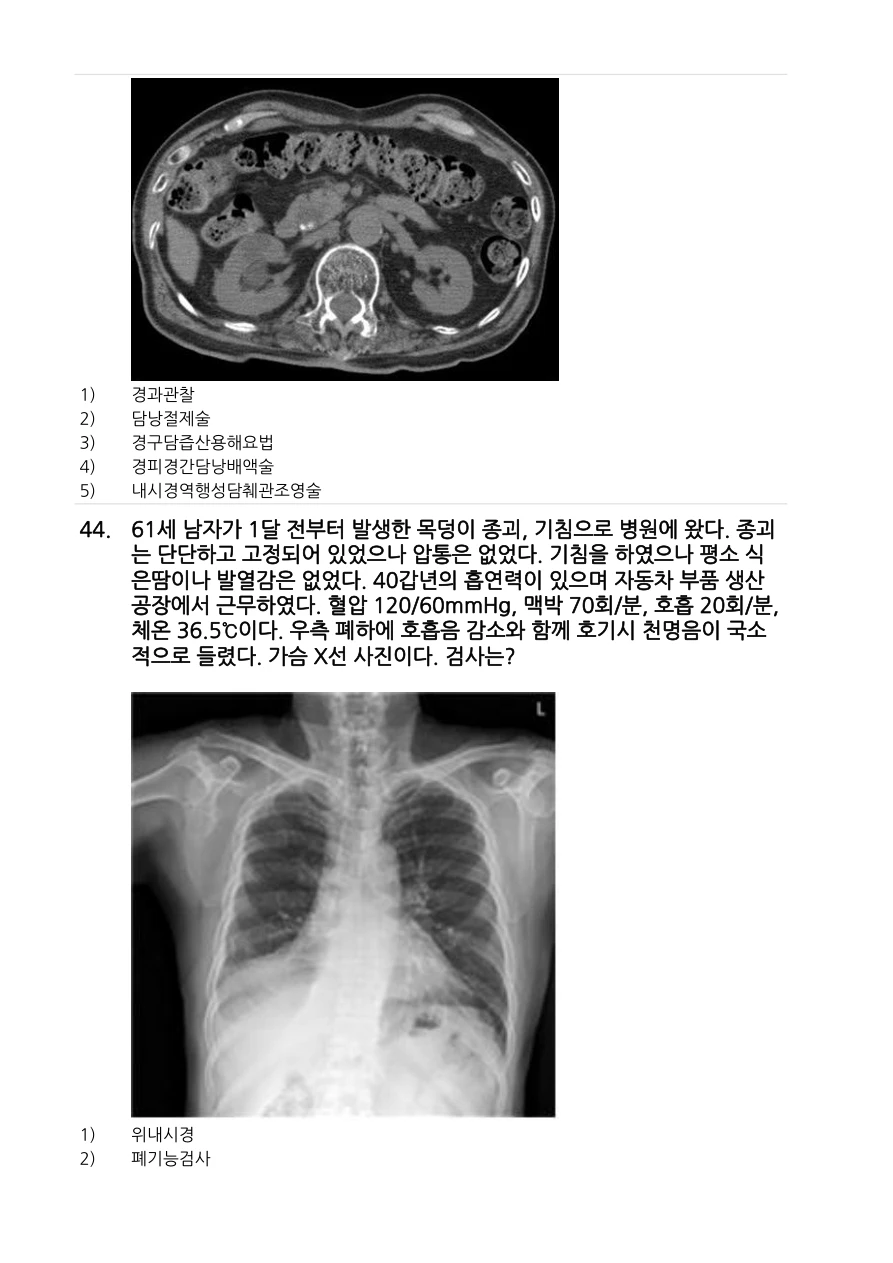 1) 경과관찰
2) 담낭절제술
3) 경구담즙산용해요법
4) 경피경간담낭배액술
5) 내시경역행성담췌관조영술
44. 61세 남자가 1달 전부터 발생한 목덩이 종괴, 기침으로 병원에 왔다. 종괴
는 단단하고 고정되어 있었으나 압통은 없었다. 기침을 하였으나 평소 식
은땀이나 발열감은 없었다. 40갑년의 흡연력이 있으며 자동차 부품 생산
공장에서 근무하였다. 혈압 120/60mmHg, 맥박 70회/분, 호흡 20회/분,
체온 36.5℃이다. 우측 폐하에 호흡음 감소와 함께 호기시 천명음이 국소
적으로 들렸다. 가슴 X선 사진이다. 검사는?
L
1) 위내시경
2) 폐기능검사